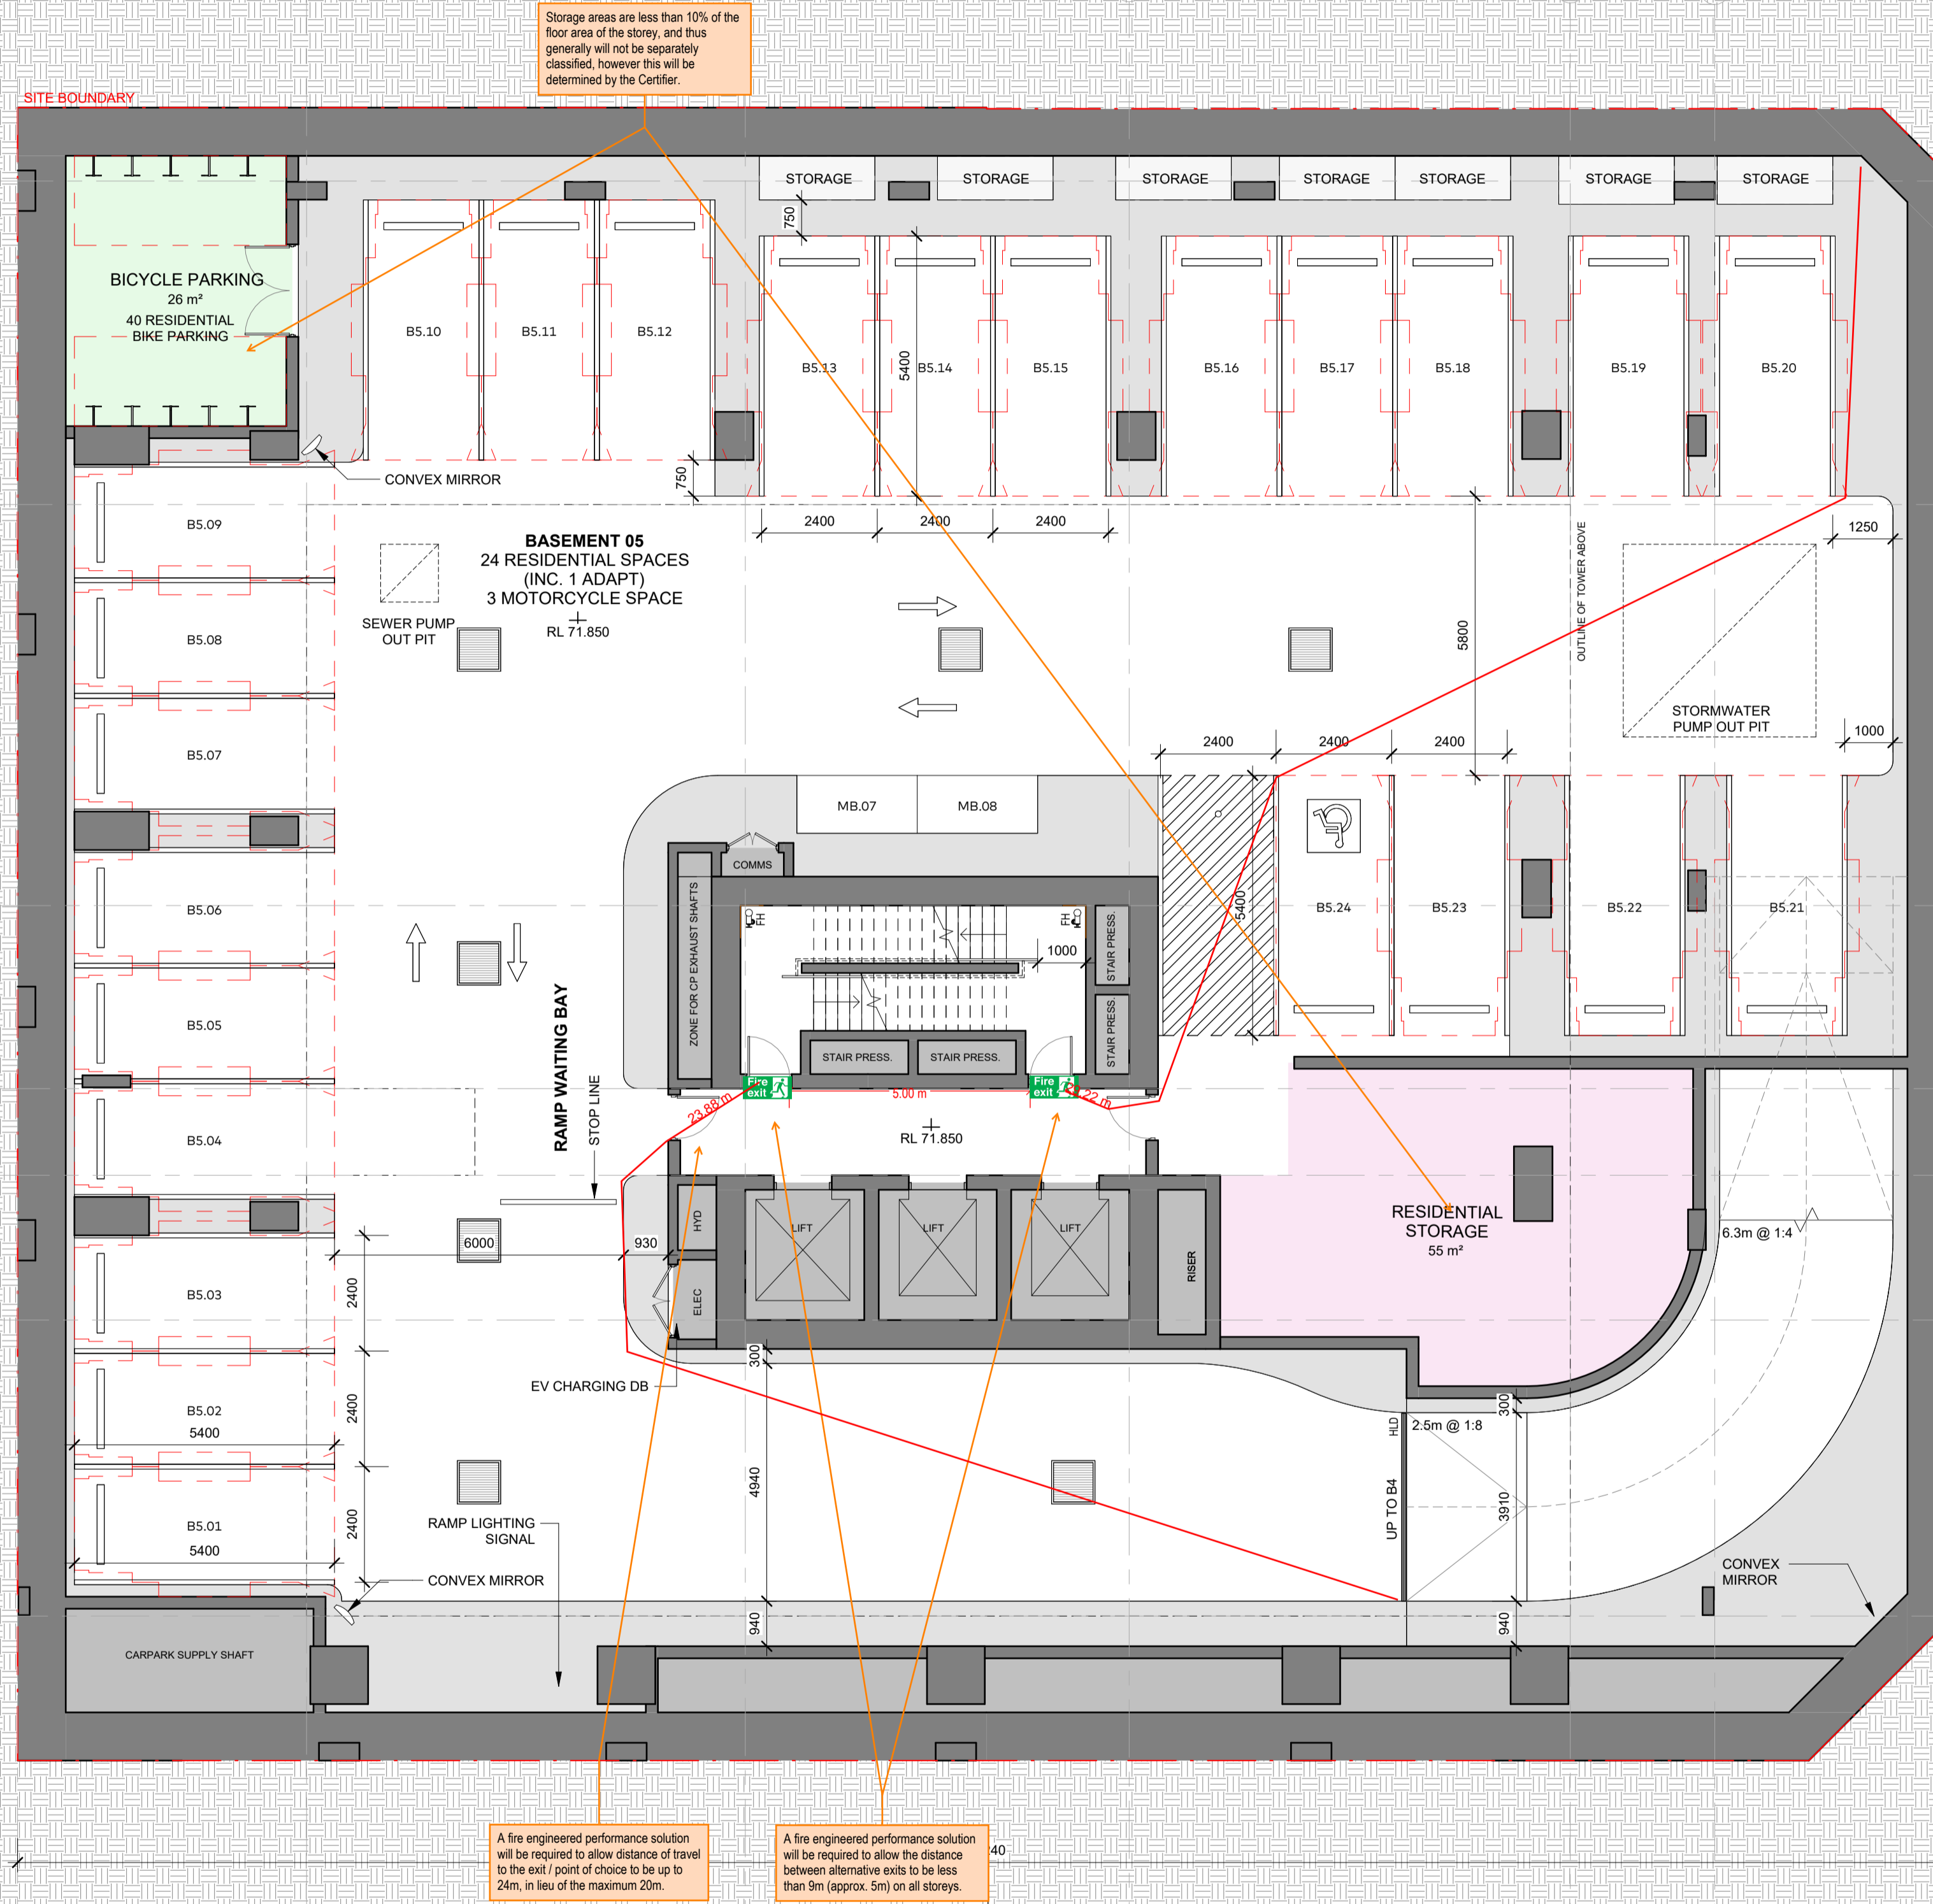 Storage areas are less than 10% of the
floor area of the storey, and thus
generally will not be separately
classified, however this will be
determined by the Certifier.
SITE BOUNDARY
STORAGE
STORAGE
STORAGE
STORAGE
STORAGE
STORAGE
STORAGE
750
BICYCLE PARKING
26 m²
40 RESIDENTIAL
BIKE PARKING
B5.10
B5.11
B5.12
B5.13
5400
B5.14
B5.15
B5.16
B5.17
B5.18
B5.19
B5.20
CONVEX MIRROR
750
2400
2400
2400
1250
B5.09
BASEMENT 05
24 RESIDENTIAL SPACES
(INC. 1 ADAPT)
3 MOTORCYCLE SPACE
RL 71.850
SEWER PUMP
OUT PIT
OUTLINE OF TOWER ABOVE
5800
B5.08
STORMWATER
PUMP OUT PIT
1000
B5.07
2400
2400
2400
MB.07
MB.08
COMMS
ZONE FOR CP EXHAUST SHAFTS
FH
FH
1000
STAIR PRESS.
STAIR PRESS.
STAIR PRESS.
STAIR PRESS.
5400
B5.24
B5.23
B5.22
B5.21
B5.06
B5.05
RAMP WAITING BAY
STOP LINE
Fire
exit
Fire
exit
23.88 m
5.00 m
RL 71.850
B5.04
HYD
ELEC
LIFT
LIFT
LIFT
RISER
RESIDENTIAL
STORAGE
55 m²
6.3m @ 1:4
6000
930
B5.03
2400
300
EV CHARGING DB
B5.02
5400
2400
HLD
2.5m @ 1:8
300
UP TO B4
3910
4940
B5.01
5400
2400
RAMP LIGHTING
SIGNAL
CONVEX MIRROR
CONVEX
MIRROR
940
940
CARPARK SUPPLY SHAFT
A fire engineered performance solution
will be required to allow distance of travel
to the exit / point of choice to be up to
24m, in lieu of the maximum 20m.
A fire engineered performance solution
will be required to allow the distance
between alternative exits to be less
than 9m (approx. 5m) on all storeys.
40